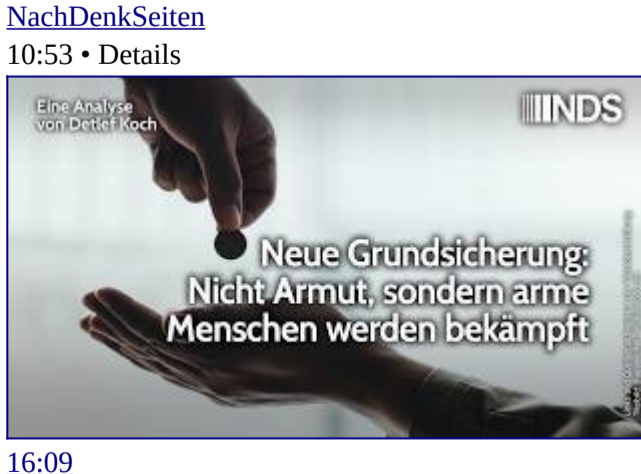 NachDenkSeiten
10:53 • Details
Eine Analyse
von Detlef Koch
NDS
Neue Grundsicherung:
Nicht Armut, sondern arme
Menschen werden bekämpft
16:09